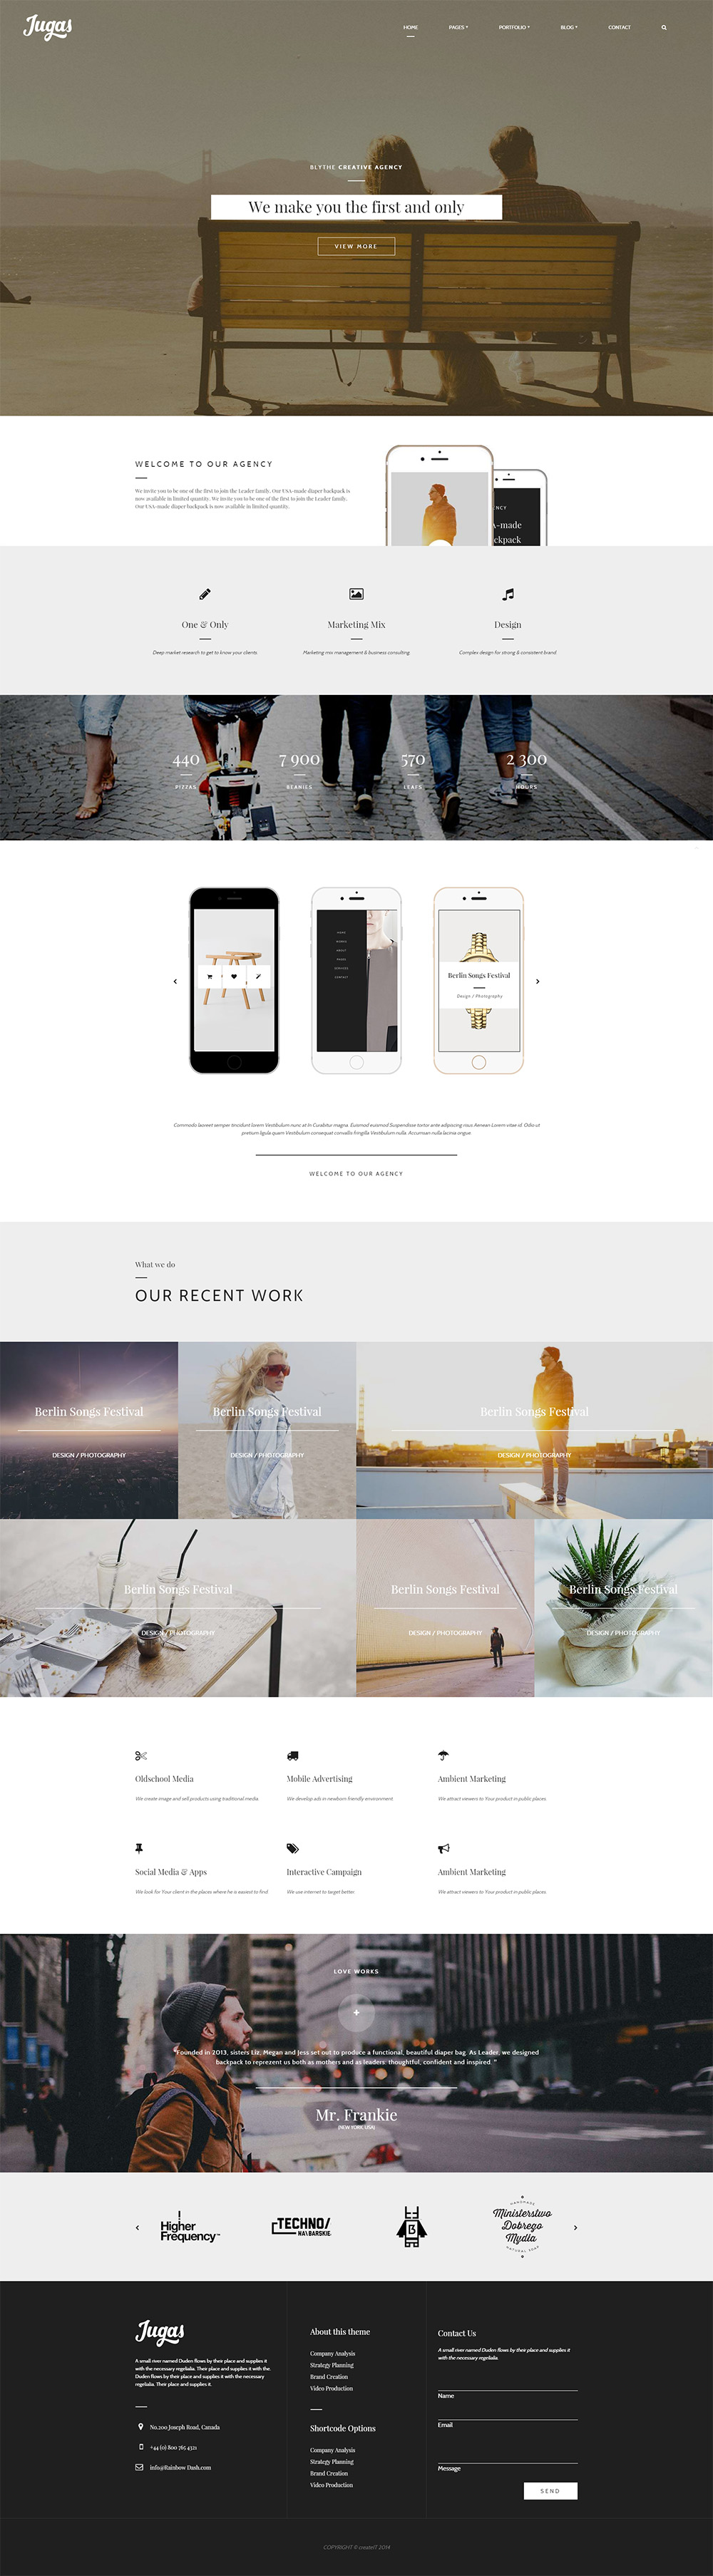 Jugas
HOME PAGES PORTFOLIO BLOG CONTACT
BLYTHE CREATIVE AGENCY
We make you the first and only
VIEW MORE
WELCOME TO OUR AGENCY
We invite you to be one of the first to join the Leader family. Our USA-made diaper backpack is
now available in limited quantity. We invite you to be one of the first to join the Leader family.
Our USA-made diaper backpack is now available in limited quantity.
NCY
A-made
ckpack
One & Only
Marketing Mix
Design
Deep market research to get to know your clients
Marketing mix management & business consulting
Complex design for strong & consistent brand
440
7 900
570
2 300
PIZZAS
BEANIES
LEAFS
HOURS
HOME
WORKS
ABOUT
PAGES
SERVICES
CONTACT
Berlin Songs Festival
Design / Photography
Commodo laoreet semper tincidunt lorem Vestibulum nunc at In Curabitur magna. Euismod euismod Suspendisse tortor ante adipiscing risus Aenean Lorem vitae id. Odio ut
pretium ligula quam Vestibulum consequat convallis fringilla Vestibulum nulla. Accumsan nulla lacinia origue.
WELCOME TO OUR AGENCY
What we do
OUR RECENT WORK
Berlin Songs Festival
DESIGN / PHOTOGRAPHY
Berlin Songs Festival
DESIGN / PHOTOGRAPHY
Berlin Songs Festival
DESIGN / PHOTOGRAPHY
Berlin Songs Festival
DESIGN / PHOTOGRAPHY
Berlin Songs Festival
DESIGN / PHOTOGRAPHY
Berlin Songs Festival
DESIGN / PHOTOGRAPHY
Oldschool Media
Mobile Advertising
Ambient Marketing
We create image and sell products using traditional media.
We develop ads in newborn friendly environment
We attract viewers to Your product in public places.
Social Media & Apps
Interactive Campaign
Ambient Marketing
We look for Your client in the places where he is easiest to find
We use internet to target better.
We attract viewers to Your product in public places.
LOVE WORKS
"Founded in 2013, sisters Liz, Megan and Jess set out to produce a functional, beautiful diaper bag. As Leader, we designed
backpack to reprezent us both as mothers and as leaders: thoughtful, confident and inspired. "
Mr. Frankie
(NEW YORK USA)
Higher
Frequency™
TECHNO/
NA\BARSKIE.
B
HANDMADE
Ministerstwo
Dobrego
Mydła
NATURAL SOAP
Jugas
A small river named Duden flows by their place and supplies it
with the necessary regelialia. Their place and supplies it with the.
Duden flows by their place and supplies it with the necessary
regelialia. Their place and supplies it.
No.200 Joseph Road, Canada
+44 (0) 800 765 4321
info@Rainbow Dash.com
About this theme
Company Analysis
Strategy Planning
Brand Creation
Video Production
Shortcode Options
Company Analysis
Strategy Planning
Brand Creation
Video Production
Contact Us
A small river named Duden flows by their place and supplies it
with the necessary regelialia.
Name
Email
Message
SEND
COPYRIGHT © createIT 2014